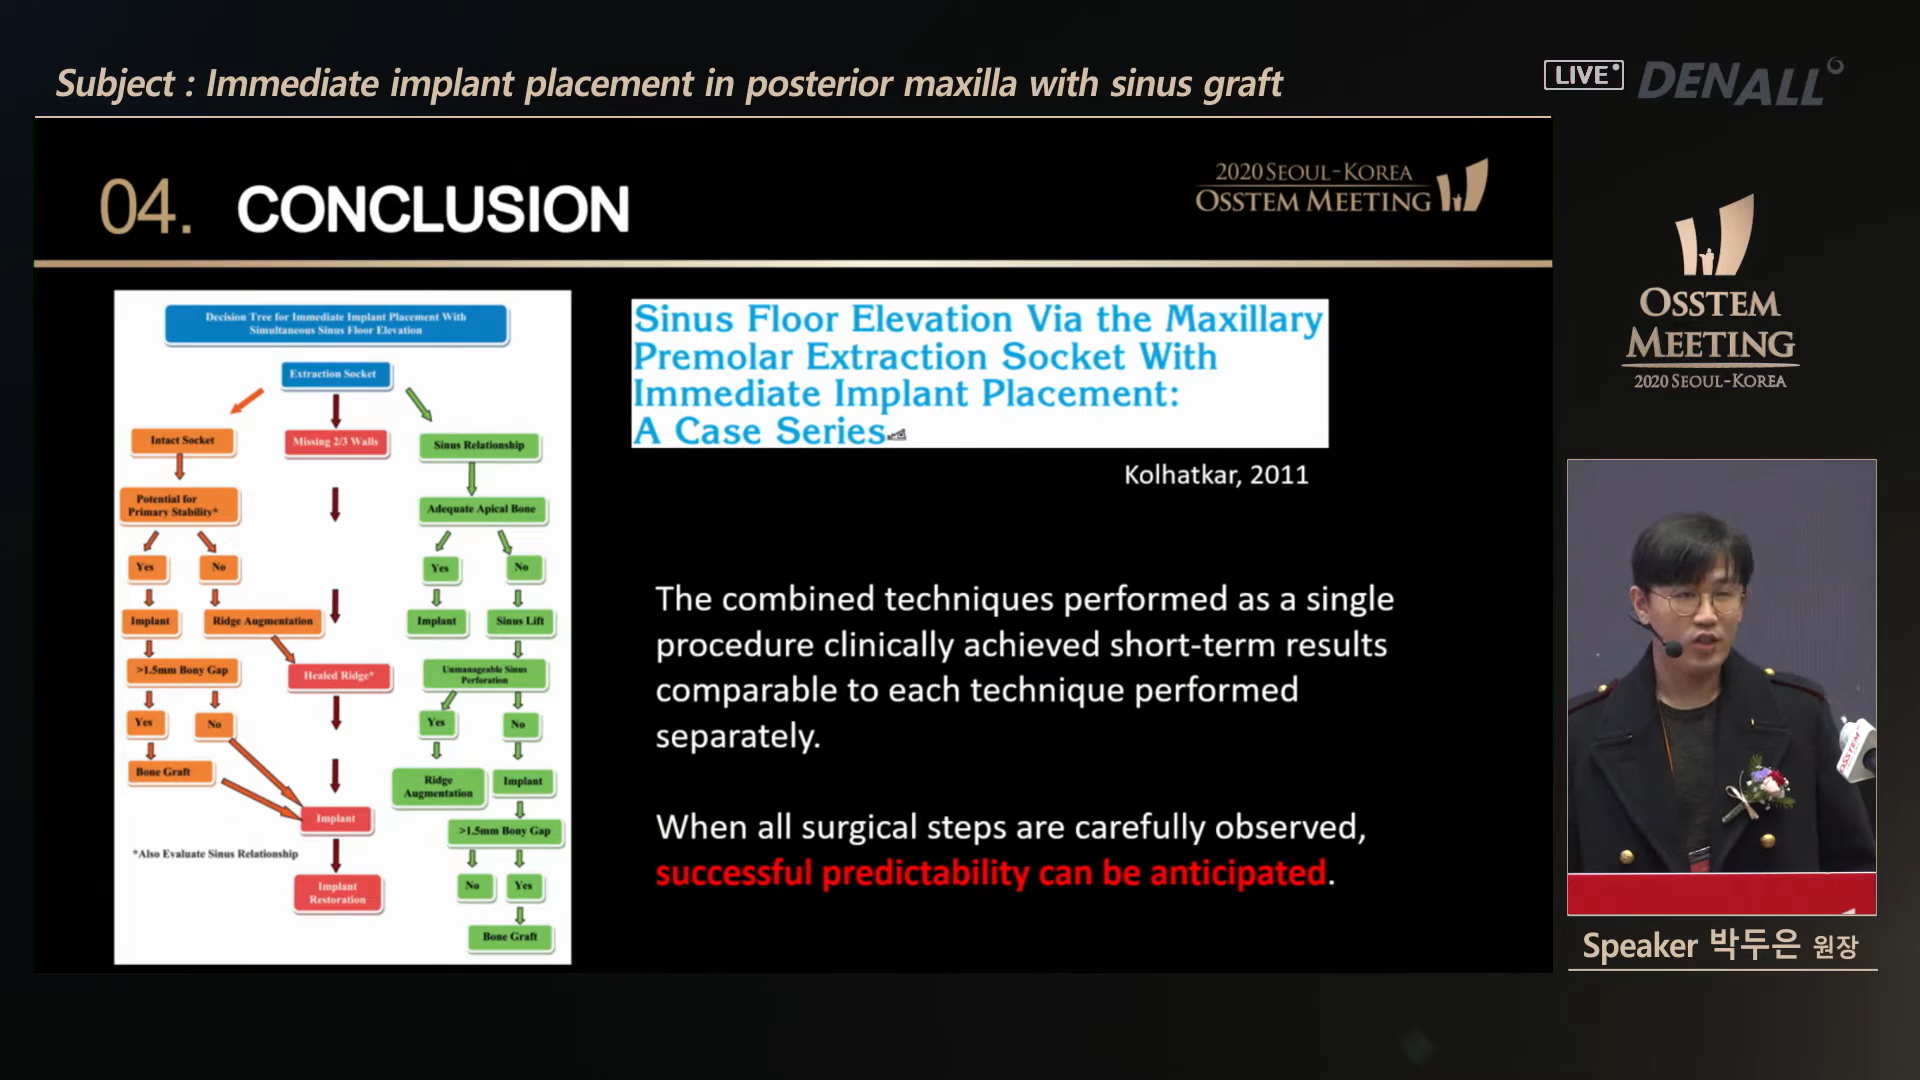 Subject : Immediate implant placement in posterior maxilla with sinus graft
LIVE
DENALL
04. CONCLUSION
2020 SEOUL-KOREA
OSSTEM MEETING
Decision Tree for Immediate Implant Placement With
Simultaneous Sinus Floor Elevation
Extraction Socket
Intact Socket
Missing 2/3 Walls
Sinus Relationship
Potential for
Primary Stability*
Adequate Apical Bone
Yes
No
Yes
No
Implant
Ridge Augmentation
Implant
Sinus Lift
>1.5mm Bony Gap
Healed Ridge*
Unmanageable Sinus
Perforation
Yes
No
Yes
No
Bone Graft
Ridge
Augmentation
Implant
Implant
>1.5mm Bony Gap
*Also Evaluate Sinus Relationship
Implant
Restoration
No
Yes
Bone Graft
Sinus Floor Elevation Via the Maxillary
Premolar Extraction Socket With
Immediate Implant Placement:
A Case Series
Kolhatkar, 2011
The combined techniques performed as a single
procedure clinically achieved short-term results
comparable to each technique performed
separately.
When all surgical steps are carefully observed,
successful predictability can be anticipated.
OSSTEM
MEETING
2020 SEOUL-KOREA
OSSTEM
Speaker 박두은 원장